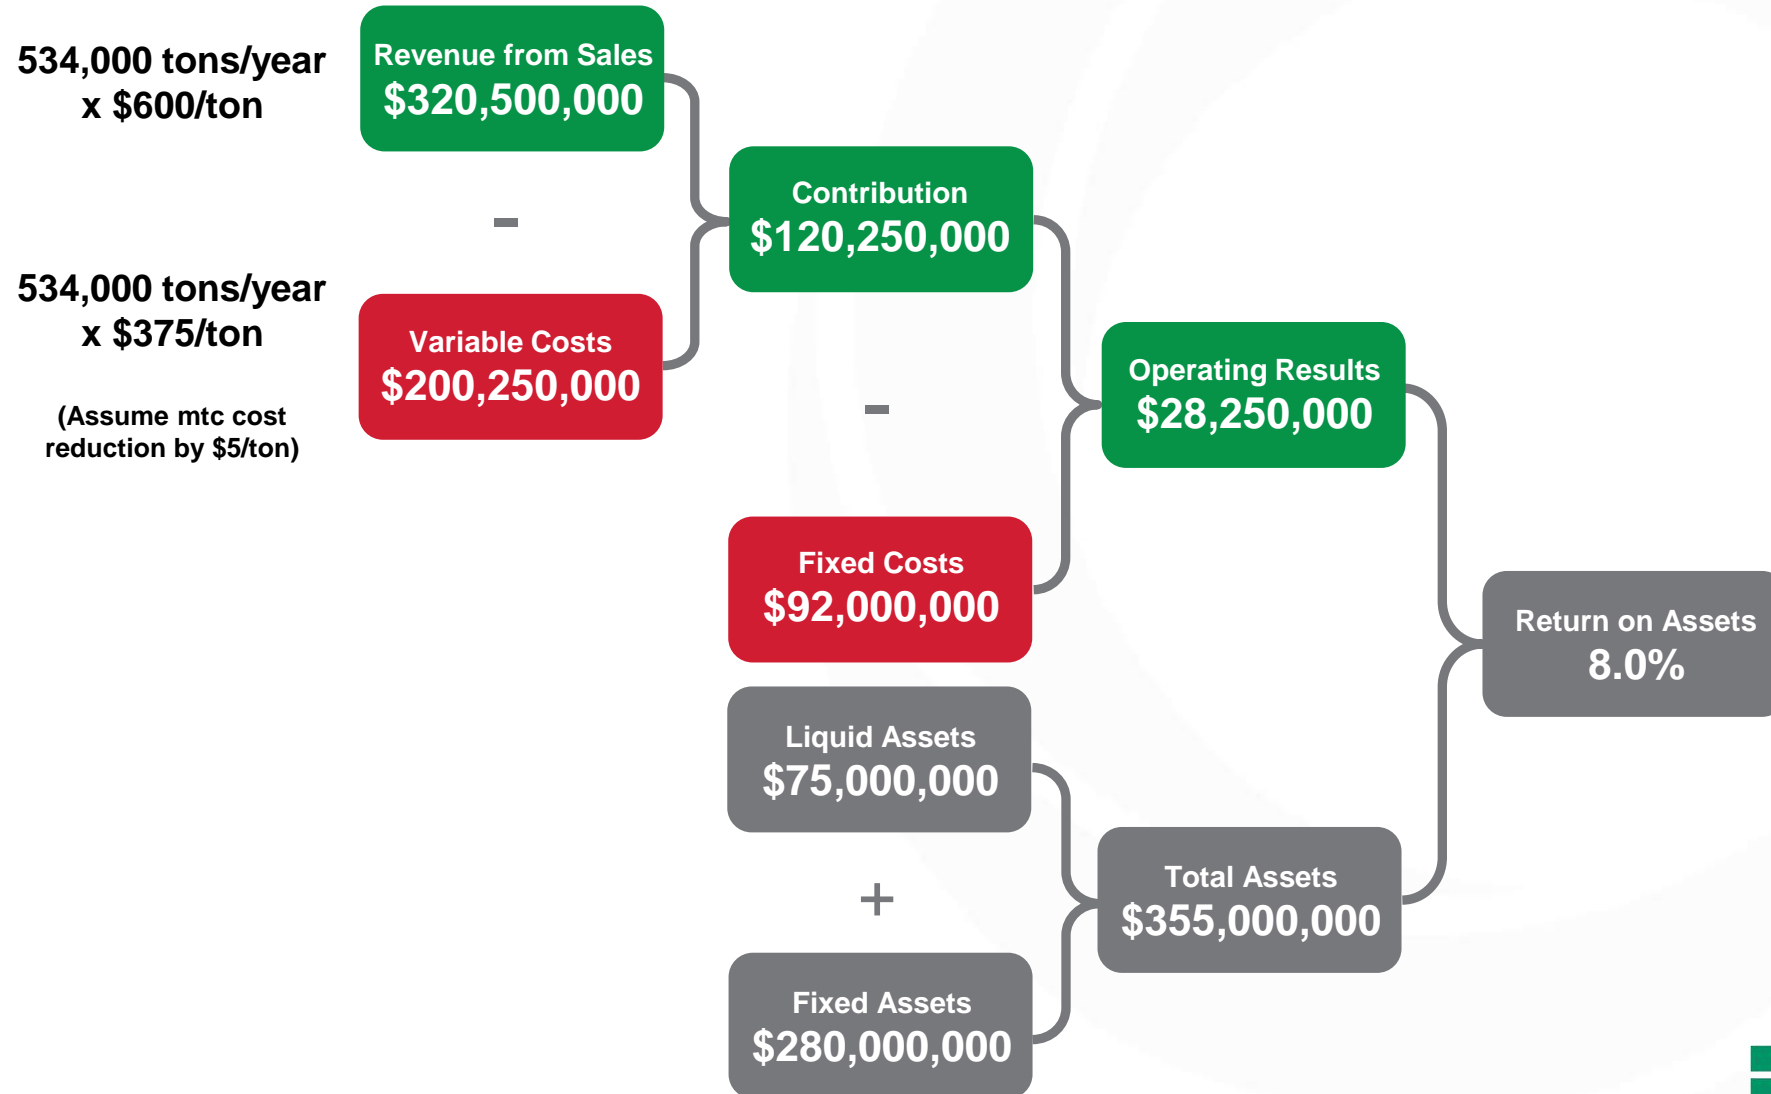 534,000 tons/year
x $600/ton
Revenue from Sales
$320,500,000
-
Contribution
$120,250,000
534,000 tons/year
x $375/ton
(Assume mtc cost
reduction by $5/ton)
Variable Costs
$200,250,000
-
Operating Results
$28,250,000
Fixed Costs
$92,000,000
Return on Assets
8.0%
Liquid Assets
$75,000,000
+
Total Assets
$355,000,000
Fixed Assets
$280,000,000